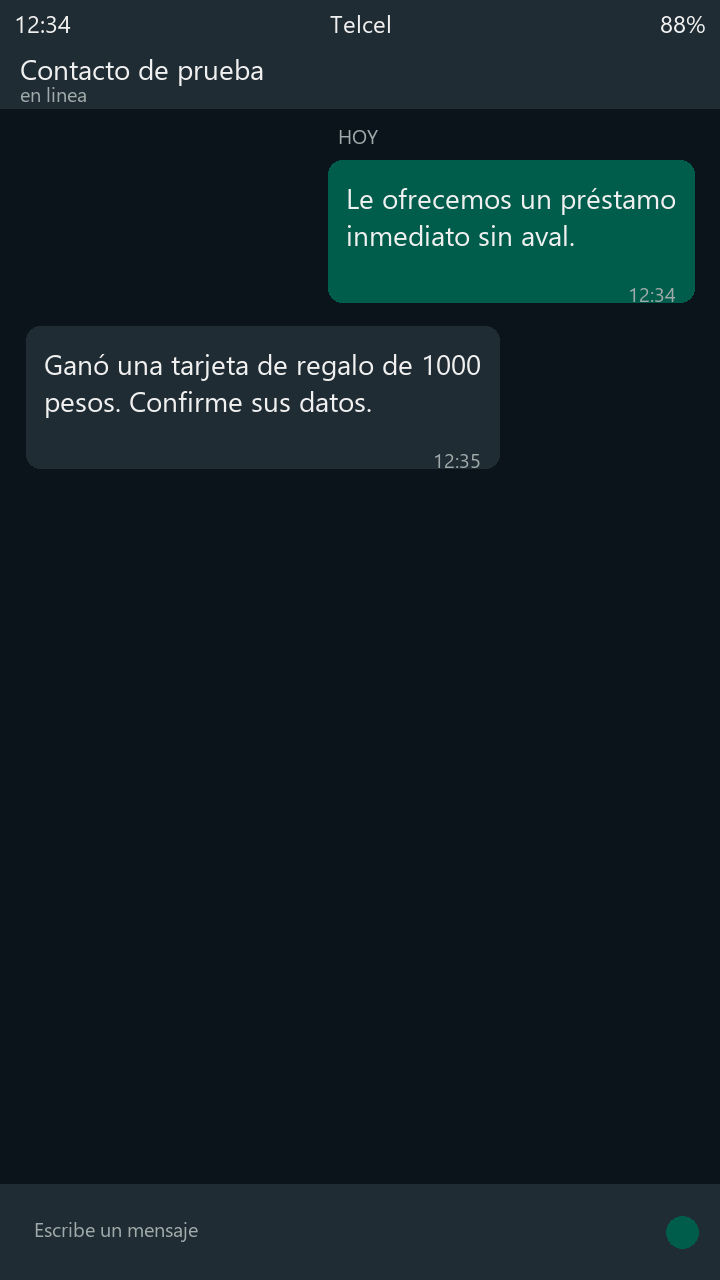 12:34 Telcel 88%
Contacto de prueba
en linea
HOY
Le ofrecemos un préstamo
inmediato sin aval.
12:34
Ganó una tarjeta de regalo de 1000
pesos. Confirme sus datos.
12:35
Escribe un mensaje